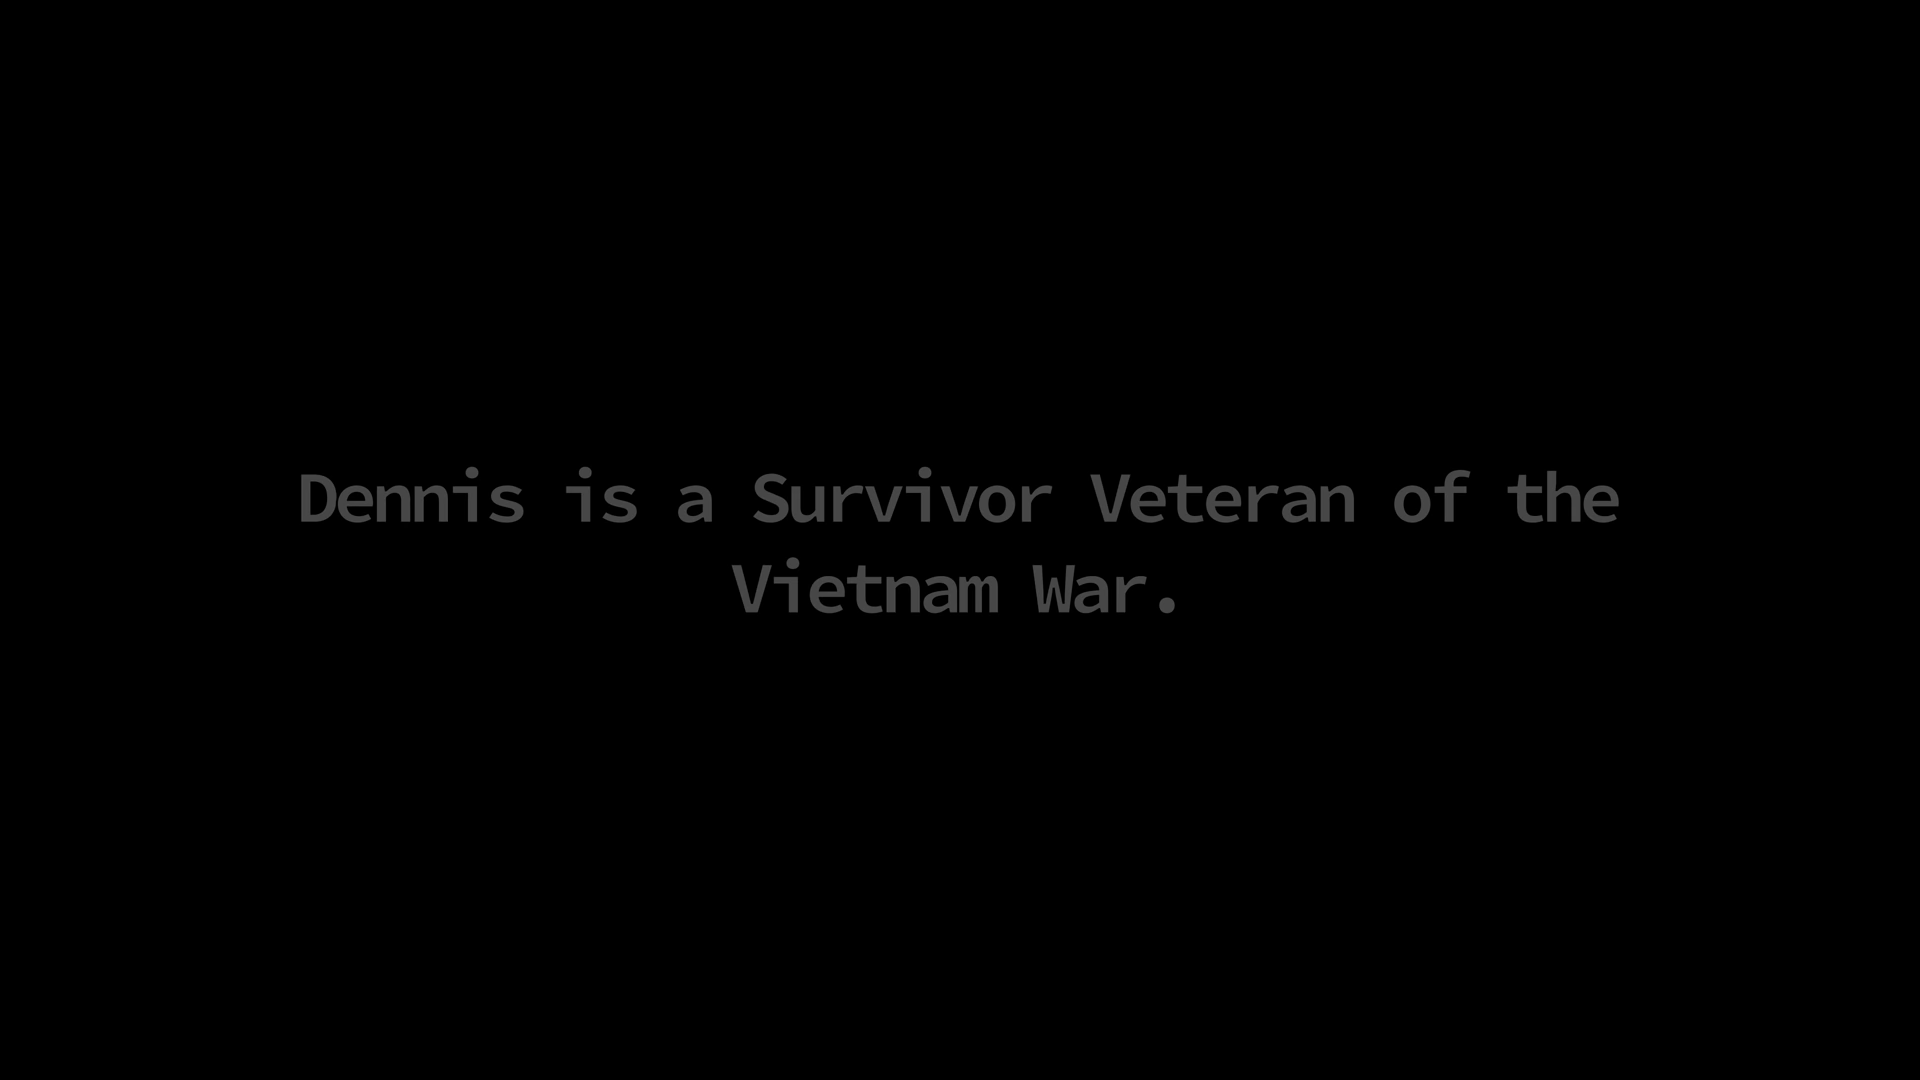 Dennis is a Survivor Veteran of the
Vietnam War.